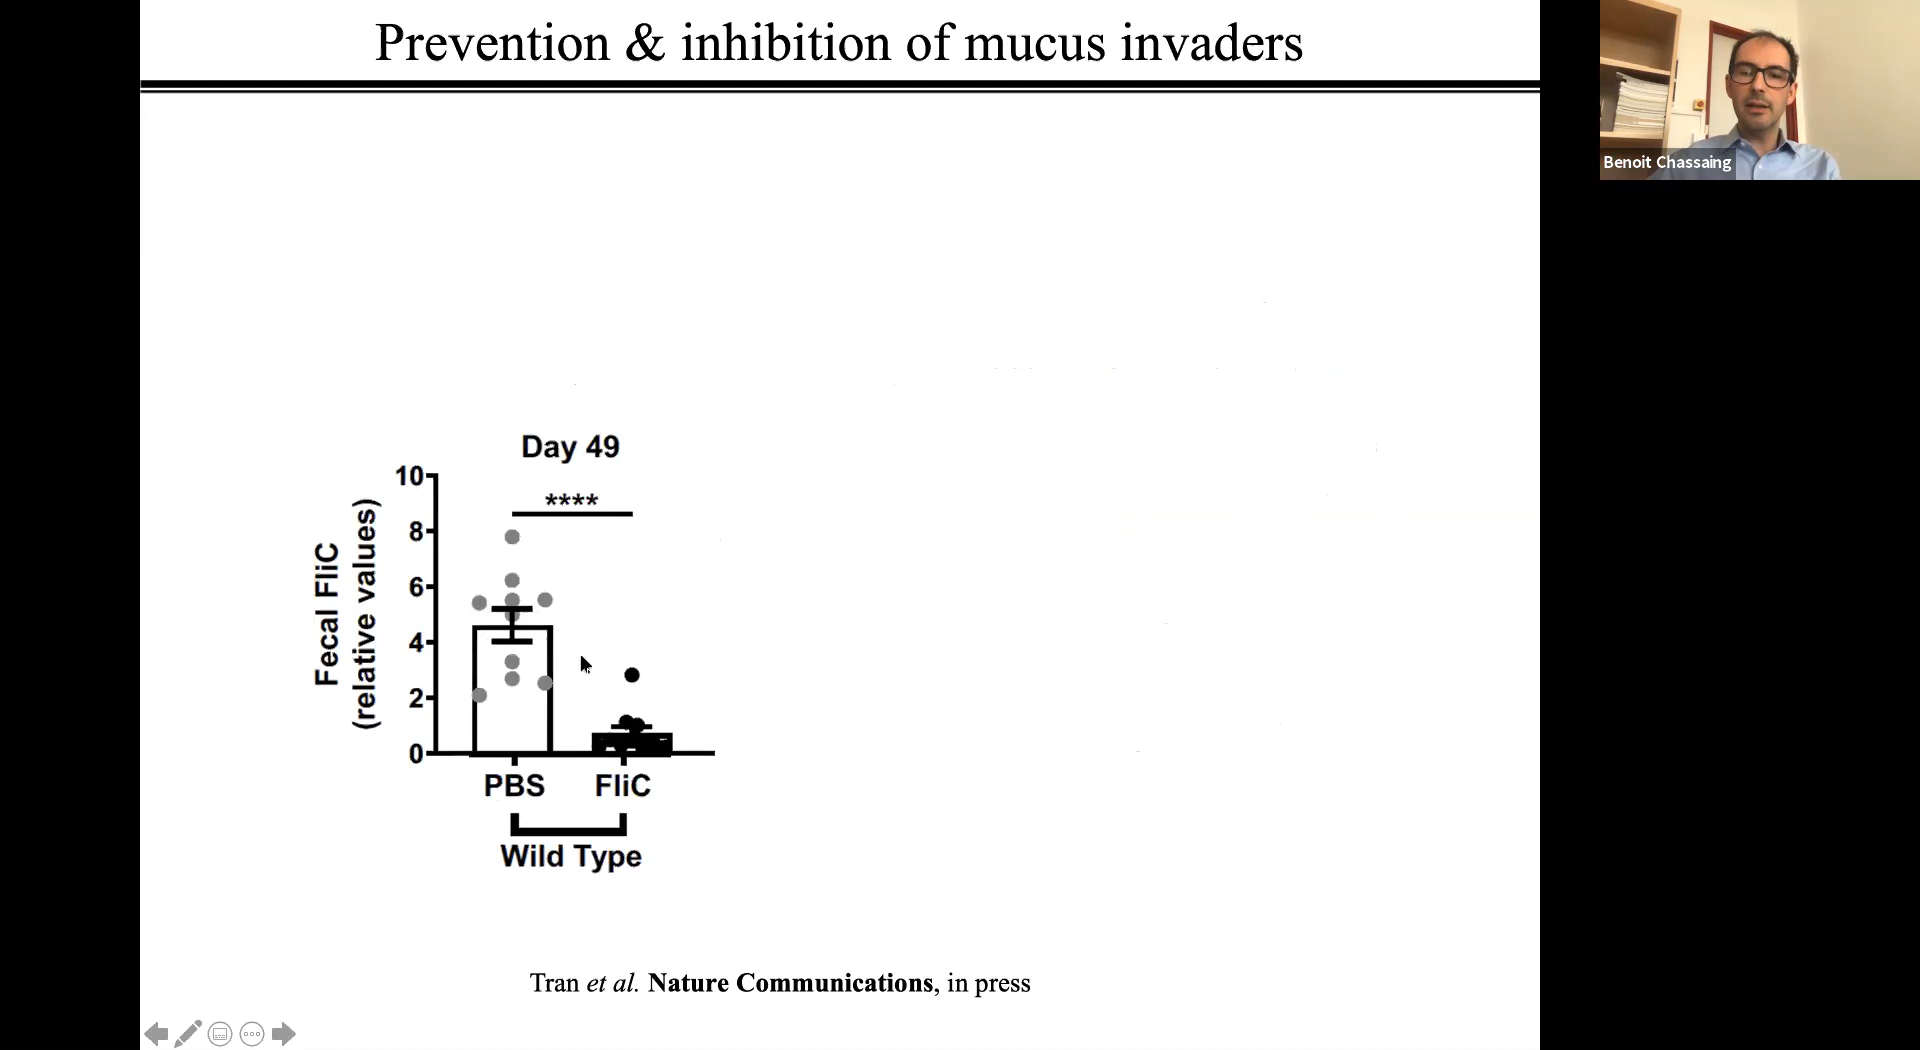 Prevention & inhibition of mucus invaders
Benoit Chassaing
Day 49
****
10
8
6
4
2
0
Fecal FliC
(relative values)
PBS FliC
Wild Type
Tran et al. Nature Communications, in press